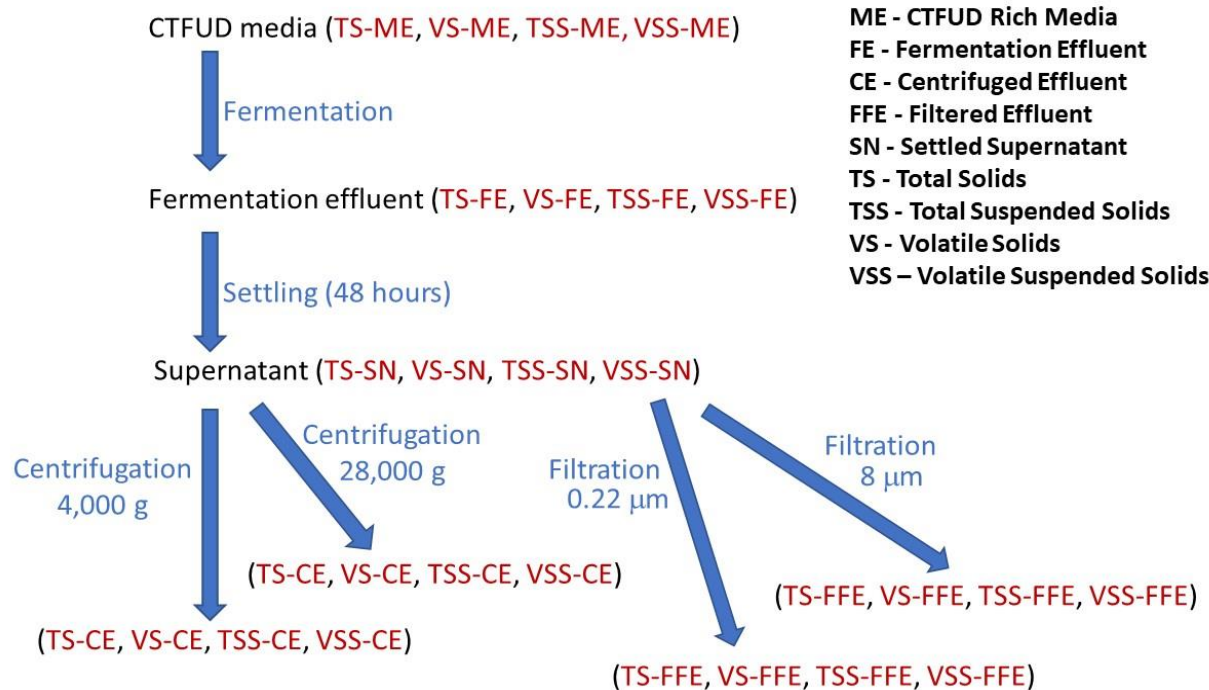 CTFUD media (TS-ME, VS-ME, TSS-ME, VSS-ME)
Fermentation
Fermentation effluent (TS-FE, VS-FE, TSS-FE, VSS-FE)
Settling (48 hours)
Supernatant (TS-SN, VS-SN, TSS-SN, VSS-SN)
Centrifugation
4,000 g
Centrifugation
28,000 g
Filtration
0.22 μm
Filtration
8 μm
(TS-CE, VS-CE, TSS-CE, VSS-CE)
(TS-CE, VS-CE, TSS-CE, VSS-CE)
(TS-FFE, VS-FFE, TSS-FFE, VSS-FFE)
(TS-FFE, VS-FFE, TSS-FFE, VSS-FFE)
ME - CTFUD Rich Media
FE - Fermentation Effluent
CE - Centrifuged Effluent
FFE - Filtered Effluent
SN - Settled Supernatant
TS - Total Solids
TSS - Total Suspended Solids
VS - Volatile Solids
VSS – Volatile Suspended Solids